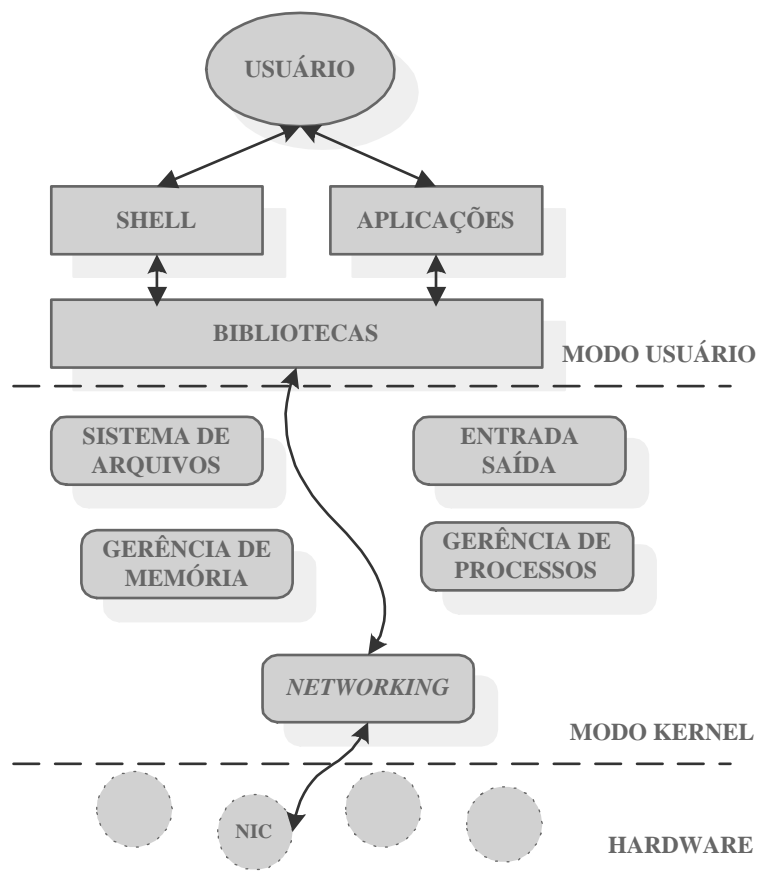 USUÁRIO
SHELL
APLICAÇÕES
BIBLIOTECAS
MODO USUÁRIO
SISTEMA DE
ARQUIVOS
ENTRADA
SAÍDA
GERÊNCIA DE
MEMÓRIA
GERÊNCIA DE
PROCESSOS
NETWORKING
MODO KERNEL
NIC
HARDWARE